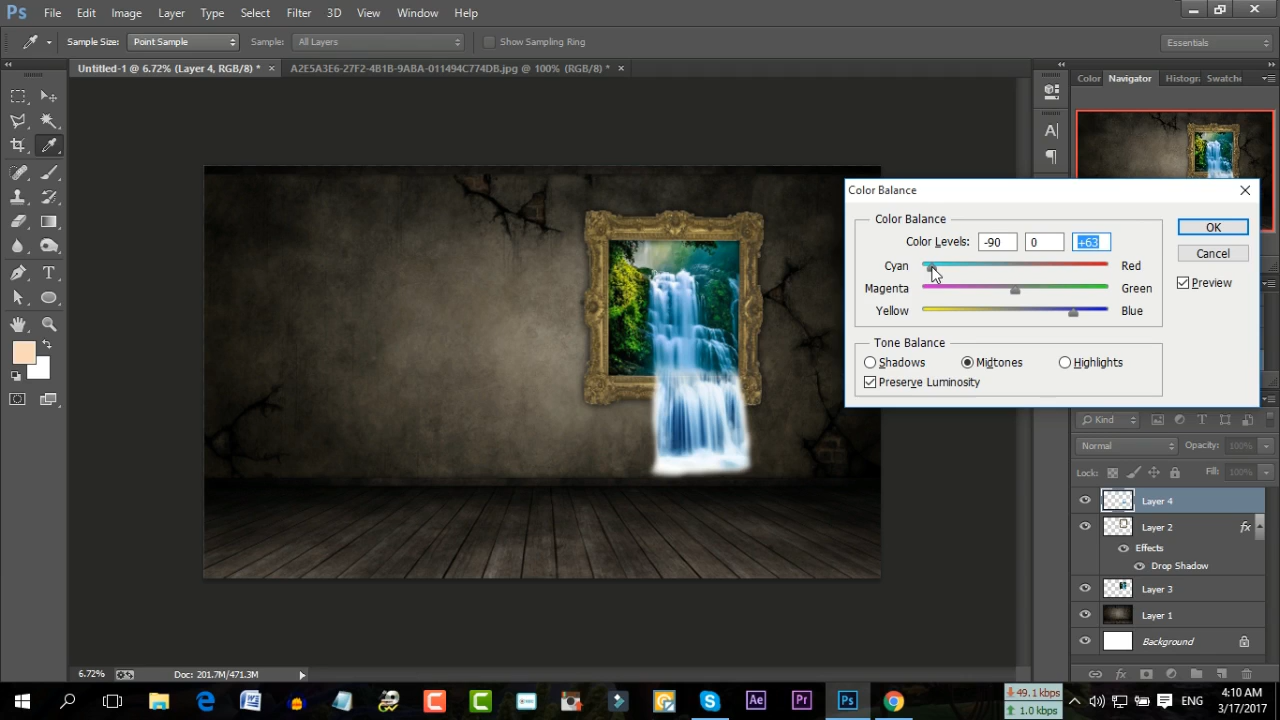 Ps File Edit Image Layer Type Select Filter 3D View Window Help
Sample Size: Point Sample Sample: All Layers Show Sampling Ring Essentials
Untitled-1 @ 6.72% (Layer 4, RGB/8) * × A2E5A3E6-27F2-4B1B-9ABA-011494C774DB.jpg @ 100% (RGB/8) * ×
Color Navigator Histogr Swatche
Color Balance
Color Balance
Color Levels: -90 0 +63
OK
Cyan Red
Cancel
Magenta Green
Preview
Yellow Blue
Tone Balance
Shadows Midtones Highlights
Preserve Luminosity
Kind
Normal Opacity: 100%
Lock: Fill: 100%
Layer 4
Layer 2 fx
Effects
Drop Shadow
Layer 3
Layer 1
Background
6.72% Doc: 201.7M/471.3M
Ae Pr Ps
49.1 kbps
1.0 kbps
ENG
4:10 AM
3/17/2017